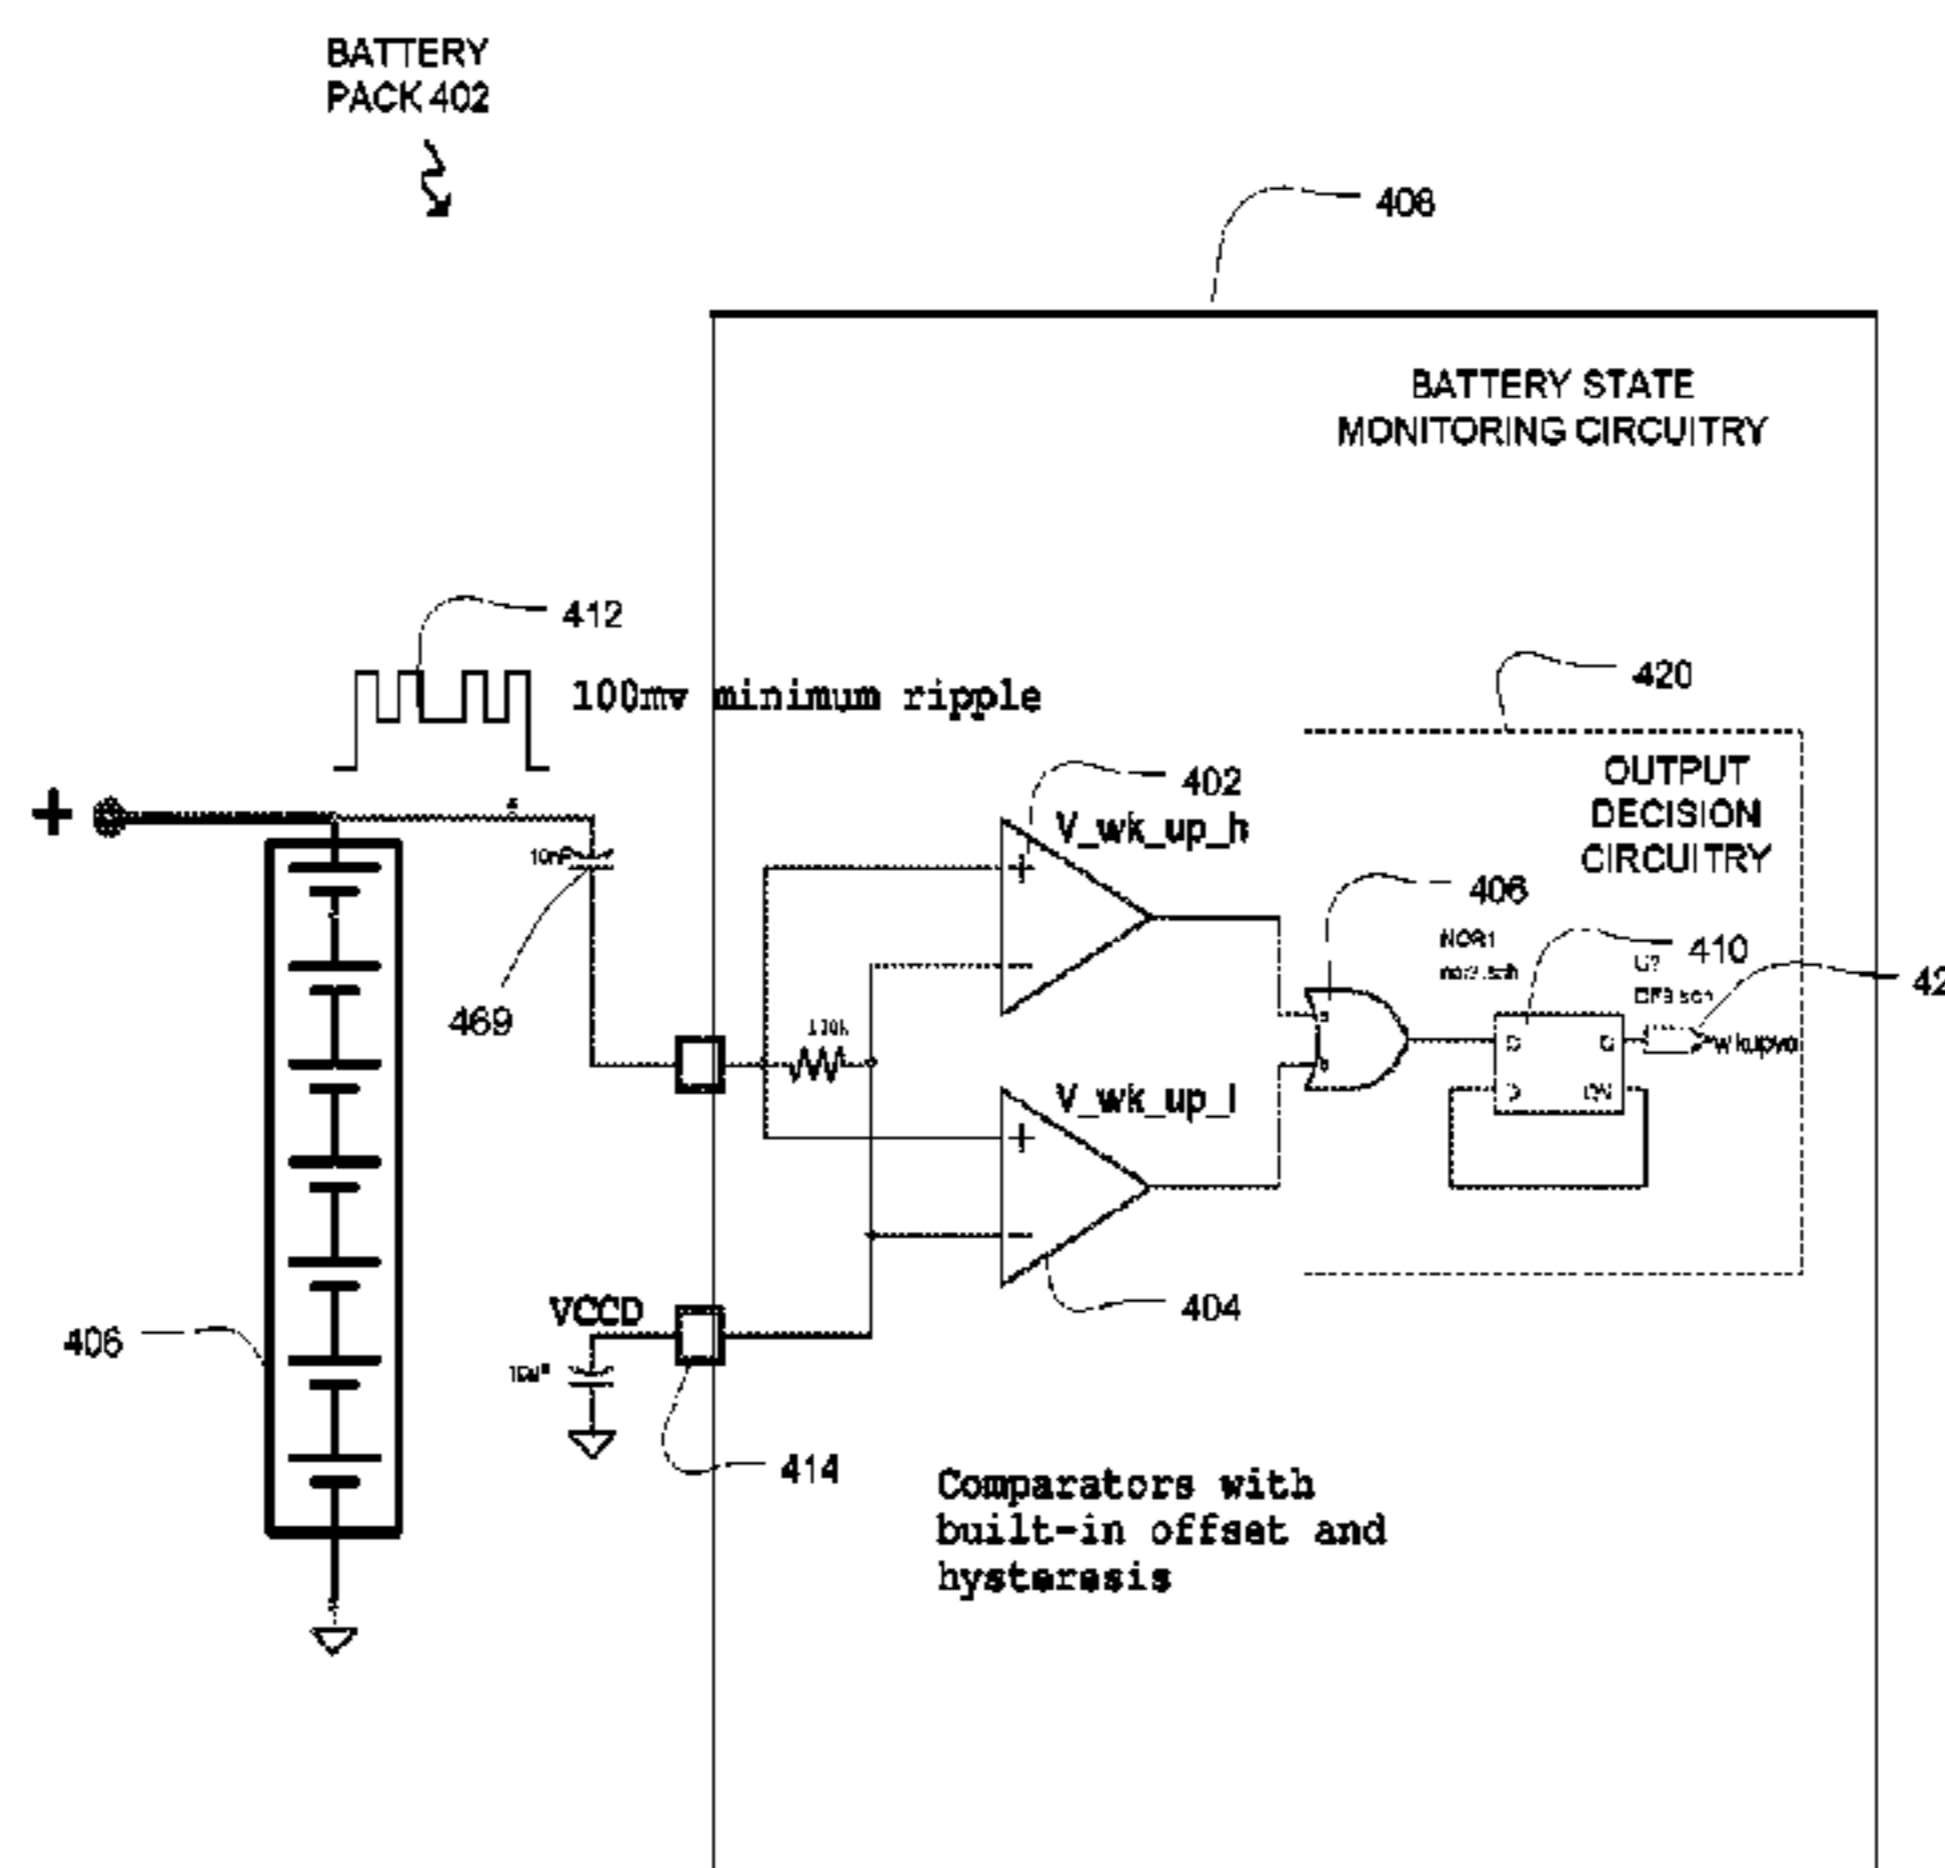 BATTERY
PACK 402
408
BATTERY STATE
MONITORING CIRCUITRY
412
100mv minimum ripple
420
OUTPUT
DECISION
CIRCUITRY
402
V_wk_up_h
+
406
NOR1
410
U?
42
469
V_wk_up_l
VCCD
404
406
414
Comparators with
built-in offset and
hysteresis